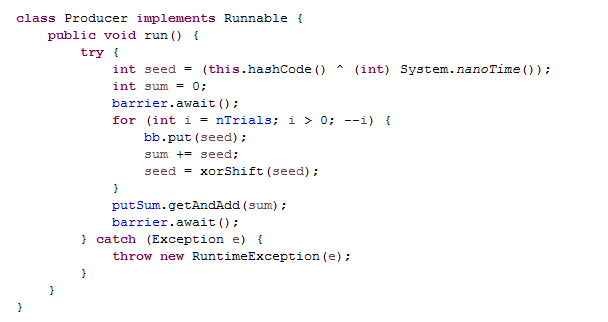 class Producer implements Runnable {
    public void run() {
        try {
            int seed = (this.hashCode() ^ (int) System.nanoTime());
            int sum = 0;
            barrier.await();
            for (int i = nTrials; i > 0; --i) {
                bb.put(seed);
                sum += seed;
                seed = xorShift(seed);
            }
            putSum.getAndAdd(sum);
            barrier.await();
        } catch (Exception e) {
            throw new RuntimeException(e);
        }
    }
}